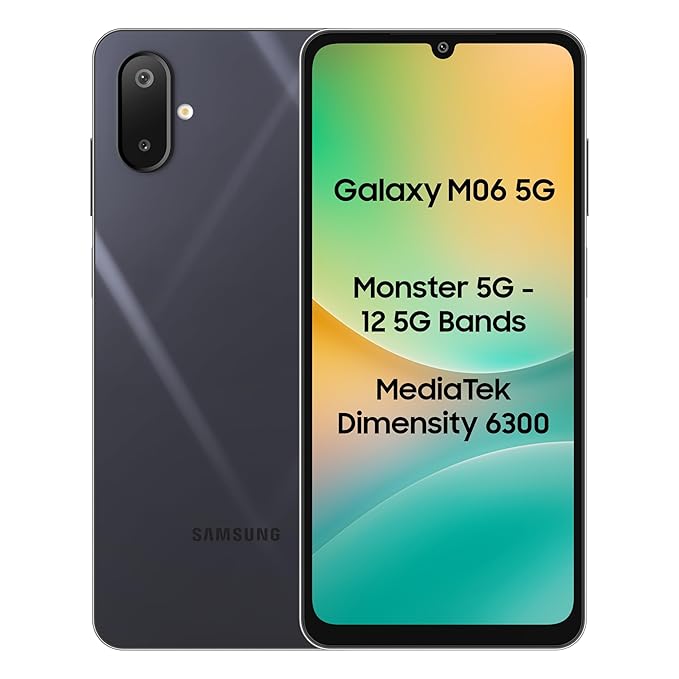 Galaxy M06 5G
Monster 5G -
12 5G Bands
MediaTek
Dimensity 6300
SAMSUNG